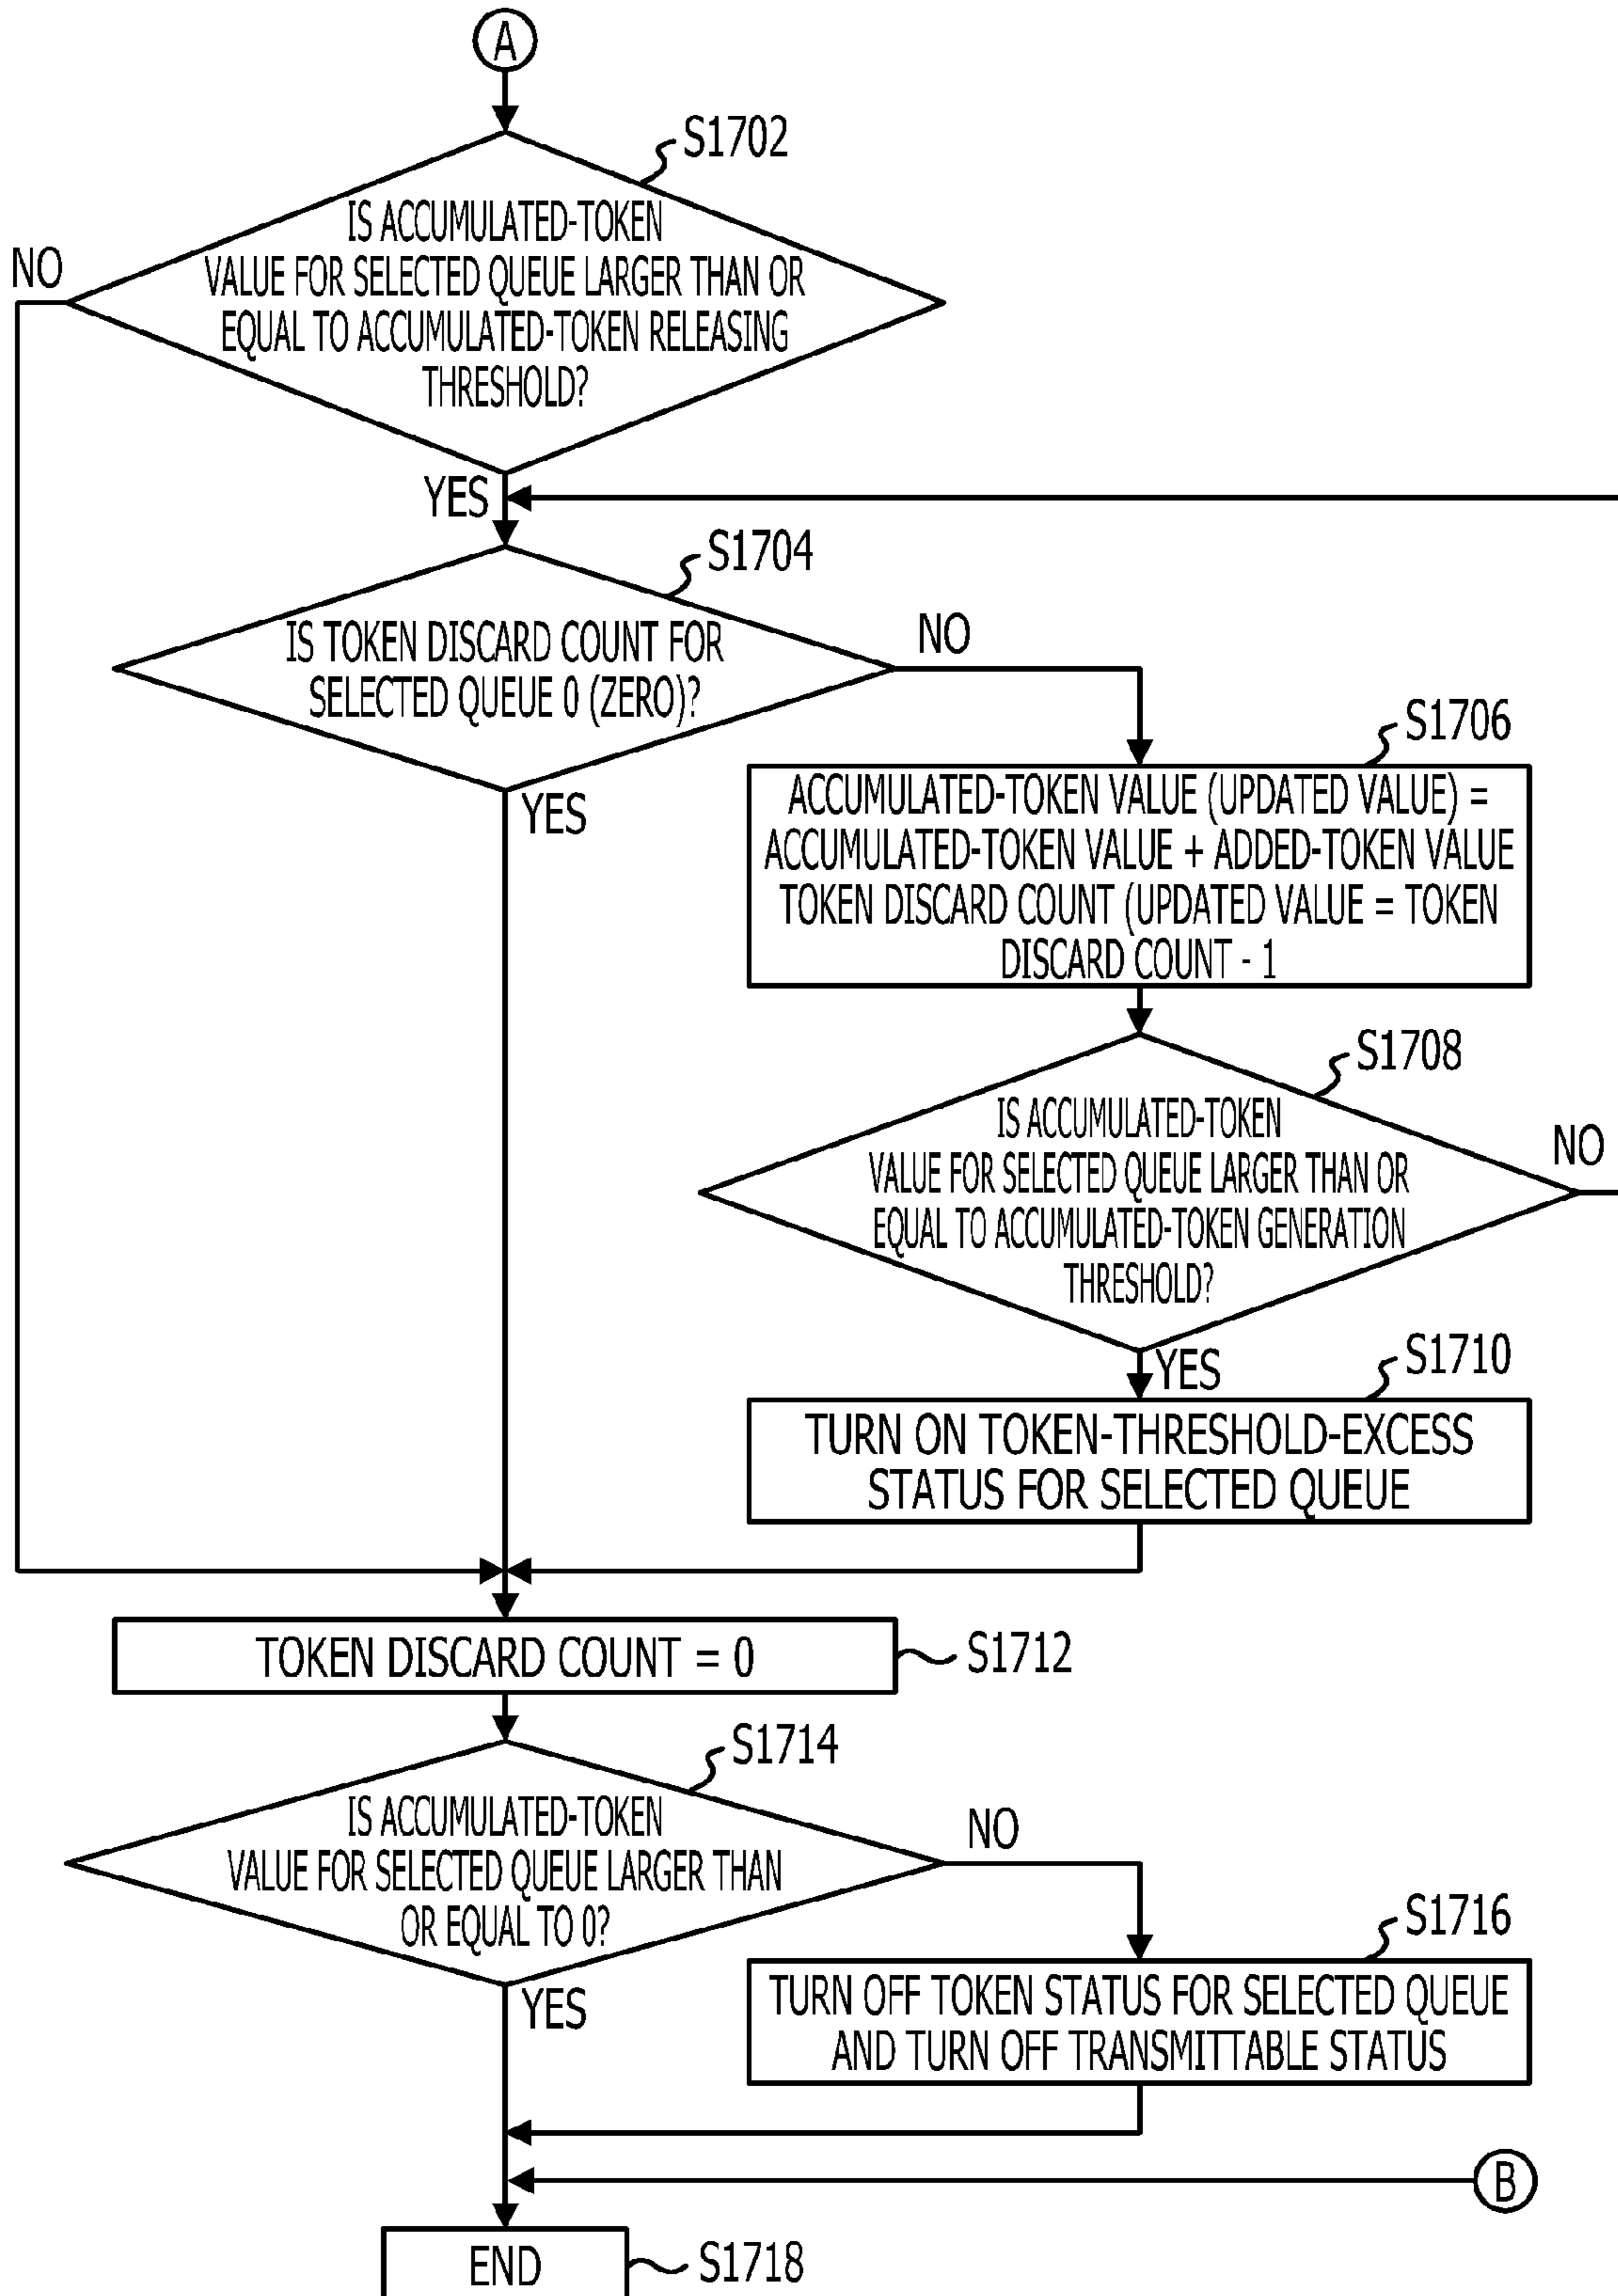 A
S1702
IS ACCUMULATED-TOKEN
VALUE FOR SELECTED QUEUE LARGER THAN OR
EQUAL TO ACCUMULATED-TOKEN RELEASING
THRESHOLD?
NO
YES
S1704
IS TOKEN DISCARD COUNT FOR
SELECTED QUEUE 0 (ZERO)?
NO
YES
S1706
ACCUMULATED-TOKEN VALUE (UPDATED VALUE) =
ACCUMULATED-TOKEN VALUE + ADDED-TOKEN VALUE
TOKEN DISCARD COUNT (UPDATED VALUE = TOKEN
DISCARD COUNT - 1
S1708
IS ACCUMULATED-TOKEN
VALUE FOR SELECTED QUEUE LARGER THAN OR
EQUAL TO ACCUMULATED-TOKEN GENERATION
THRESHOLD?
NO
YES
S1710
TURN ON TOKEN-THRESHOLD-EXCESS
STATUS FOR SELECTED QUEUE
TOKEN DISCARD COUNT = 0
S1712
S1714
IS ACCUMULATED-TOKEN
VALUE FOR SELECTED QUEUE LARGER THAN
OR EQUAL TO 0?
NO
YES
S1716
TURN OFF TOKEN STATUS FOR SELECTED QUEUE
AND TURN OFF TRANSMITTABLE STATUS
B
END
S1718